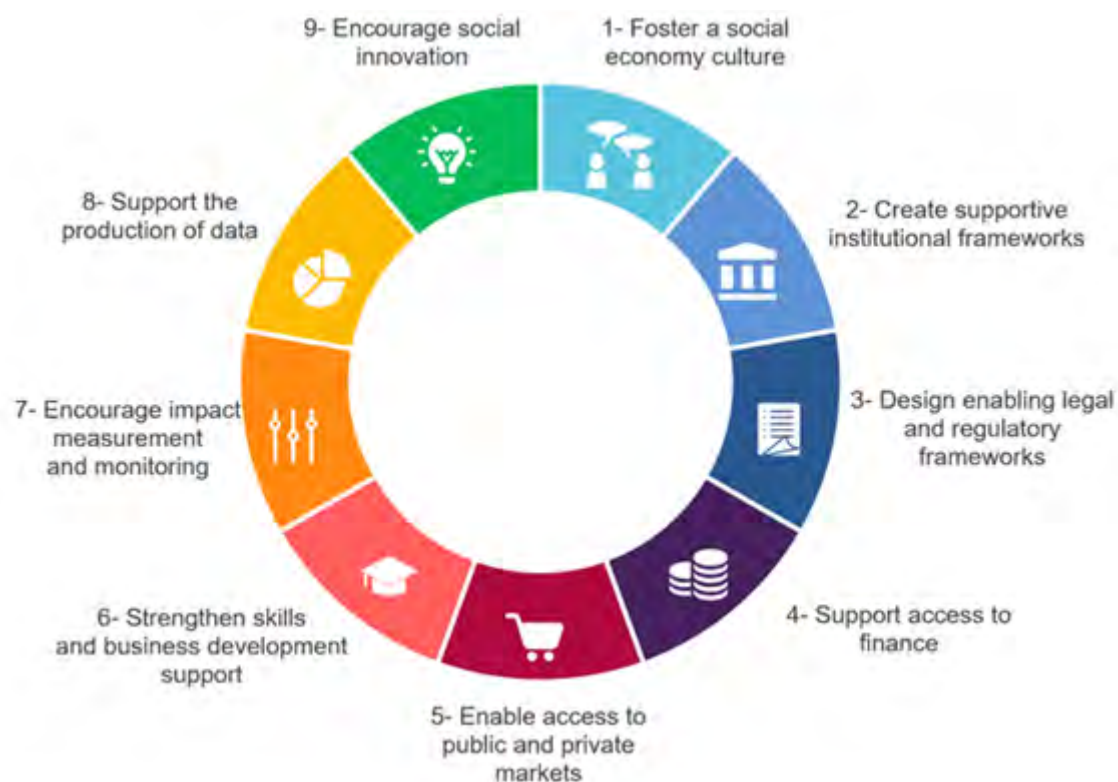 1- Foster a social
economy culture
2- Create supportive
institutional frameworks
3- Design enabling legal
and regulatory
frameworks
4- Support access to
finance
5- Enable access to
public and private
markets
6- Strengthen skills
and business development
support
7- Encourage impact
measurement
and monitoring
8- Support the
production of data
9- Encourage social
innovation